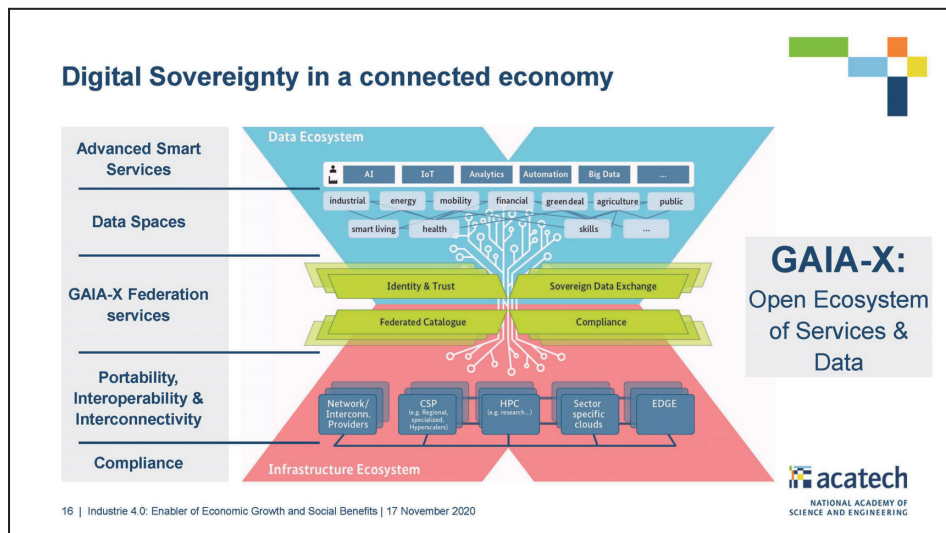 Digital Sovereignty in a connected economy
Advanced Smart
Services
Data Spaces
GAIA-X Federation
services
Portability,
Interoperability &
Interconnectivity
Compliance
Data Ecosystem
AI
IoT
Analytics
Automation
Big Data
...
industrial
energy
mobility
financial
green deal
agriculture
public
smart living
health
skills
...
Identity & Trust
Sovereign Data Exchange
Federated Catalogue
Compliance
Network/
Interconn.
Providers
CSP
(e.g. Regional,
specialized,
Hyperscalers)
HPC
(e.g. research...)
Sector
specific
clouds
EDGE
Infrastructure Ecosystem
GAIA-X:
Open Ecosystem
of Services &
Data
acatech
NATIONAL ACADEMY OF
SCIENCE AND ENGINEERING
16 | Industrie 4.0: Enabler of Economic Growth and Social Benefits | 17 November 2020